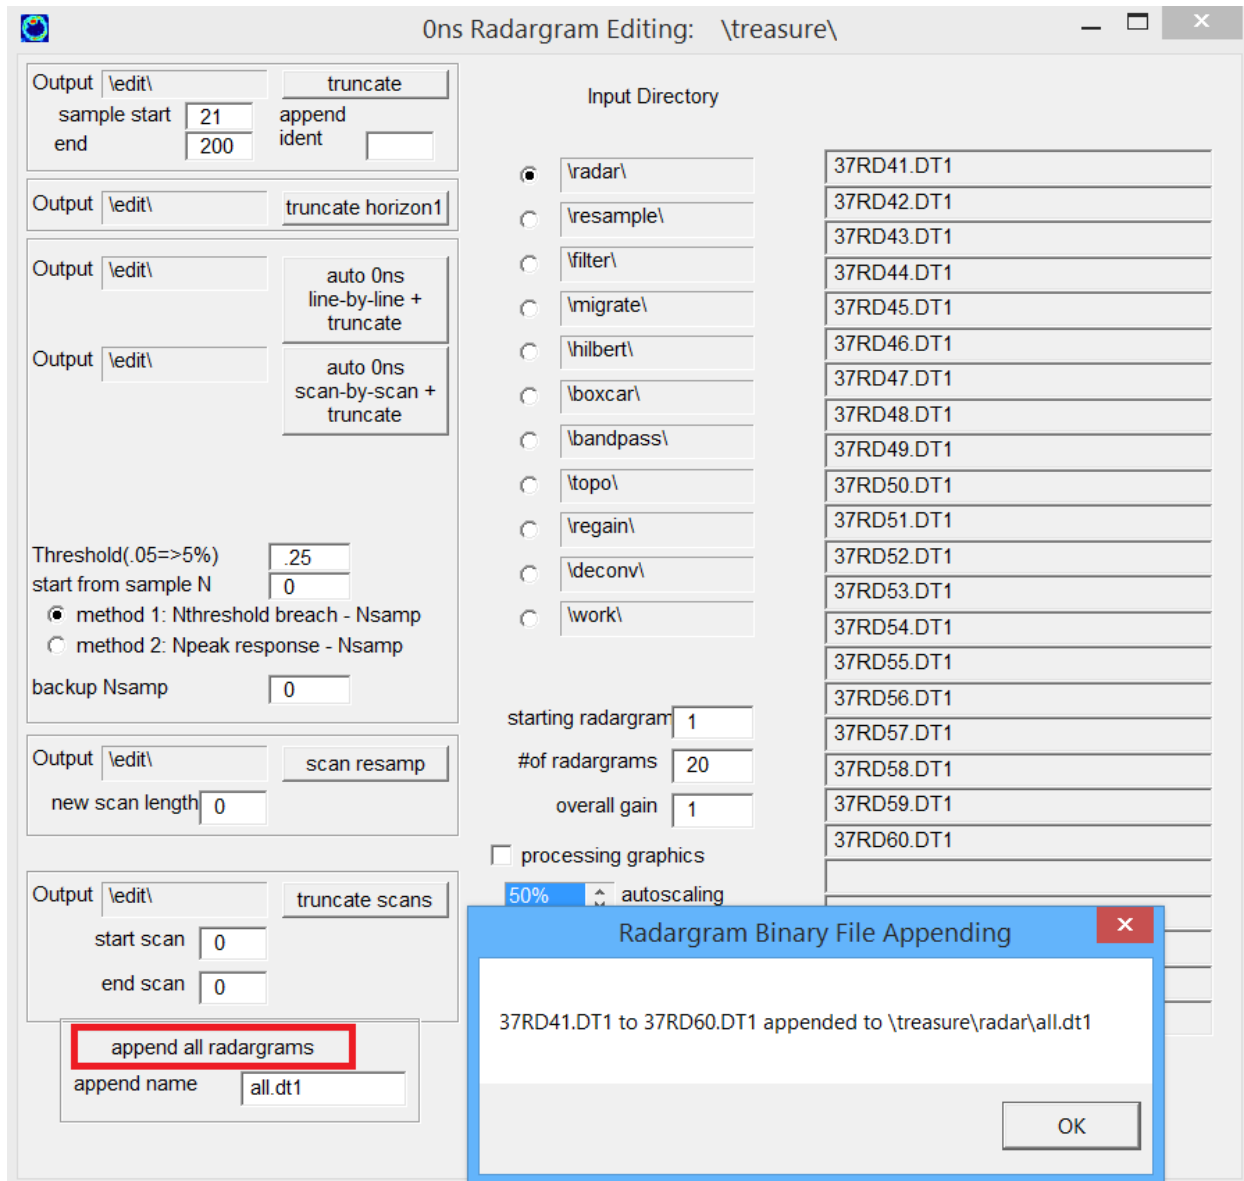 0ns Radargram Editing: \treasure\
Output \edit\ truncate
sample start 21 append
end 200 ident
Output \edit\ truncate horizon1
Output \edit\ auto 0ns
line-by-line +
truncate
Output \edit\ auto 0ns
scan-by-scan +
truncate
Threshold(.05=>5%) .25
start from sample N 0
method 1: Nthreshold breach - Nsamp
method 2: Npeak response - Nsamp
backup Nsamp 0
Output \edit\ scan resamp
new scan length 0
Output \edit\ truncate scans
start scan 0
end scan 0
append all radargrams
append name all.dt1
Input Directory
\radar\
\resample\
\filter\
\migrate\
\hilbert\
\boxcar\
\bandpass\
\topo\
\regain\
\deconv\
\work\
starting radargram 1
#of radargrams 20
overall gain 1
processing graphics
50% autoscaling
37RD41.DT1
37RD42.DT1
37RD43.DT1
37RD44.DT1
37RD45.DT1
37RD46.DT1
37RD47.DT1
37RD48.DT1
37RD49.DT1
37RD50.DT1
37RD51.DT1
37RD52.DT1
37RD53.DT1
37RD54.DT1
37RD55.DT1
37RD56.DT1
37RD57.DT1
37RD58.DT1
37RD59.DT1
37RD60.DT1
Radargram Binary File Appending
37RD41.DT1 to 37RD60.DT1 appended to \treasure\radar\all.dt1
OK